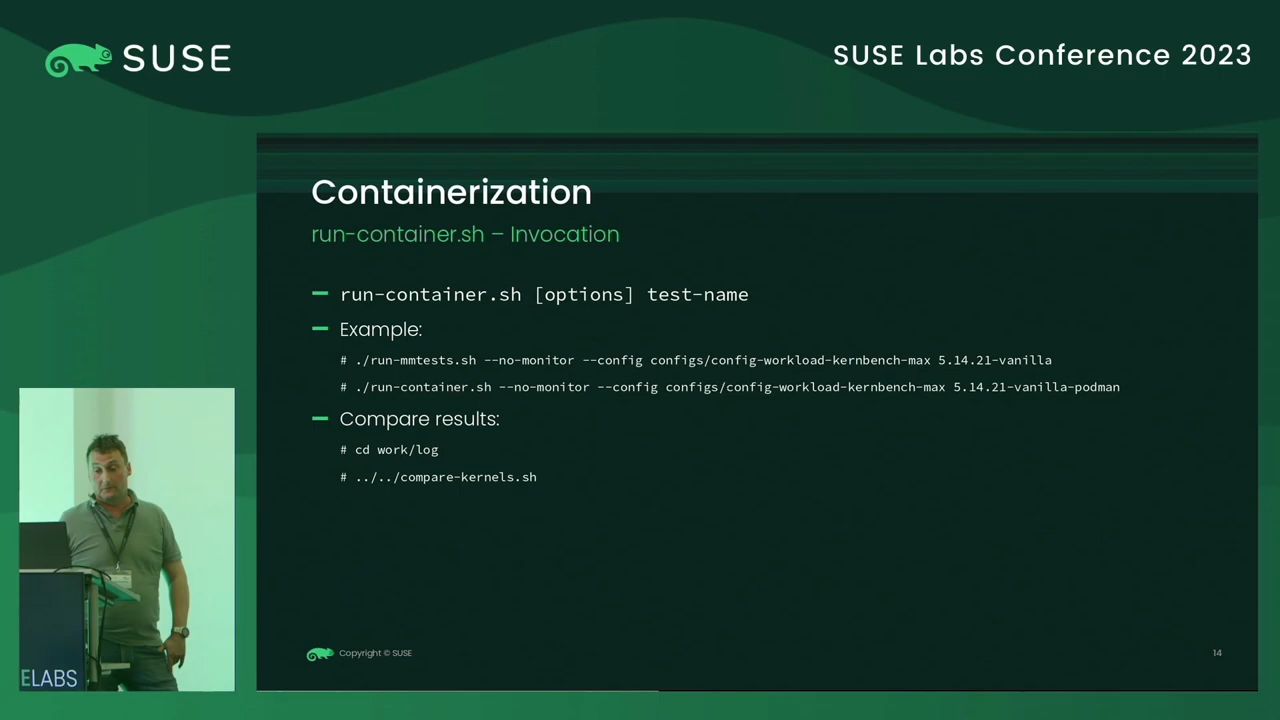 SUSE
SUSE Labs Conference 2023
Containerization
run-container.sh – Invocation
run-container.sh [options] test-name
Example:
# ./run-mmtests.sh --no-monitor --config configs/config-workload-kernbench-max 5.14.21-vanilla
# ./run-container.sh --no-monitor --config configs/config-workload-kernbench-max 5.14.21-vanilla-podman
Compare results:
# cd work/log
# ../../compare-kernels.sh
ELABS
Copyright © SUSE
14